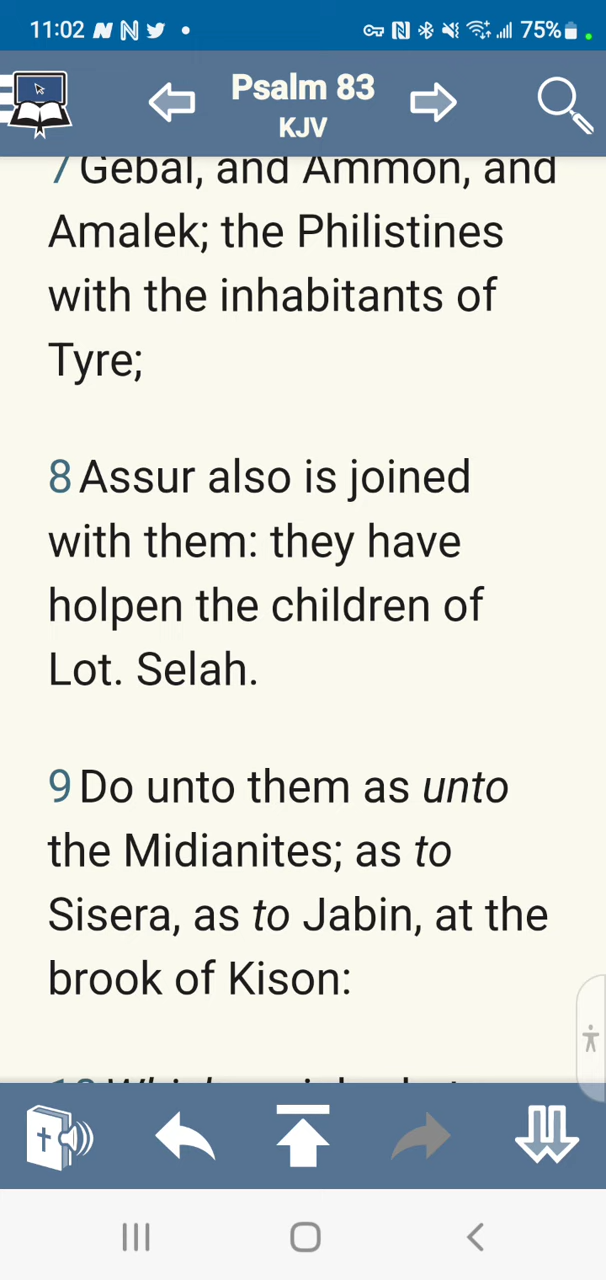 11:02 75%
Psalm 83
KJV
7 Gebal, and Ammon, and
Amalek; the Philistines
with the inhabitants of
Tyre;
8 Assur also is joined
with them: they have
holpen the children of
Lot. Selah.
9 Do unto them as unto
the Midianites; as to
Sisera, as to Jabin, at the
brook of Kison: